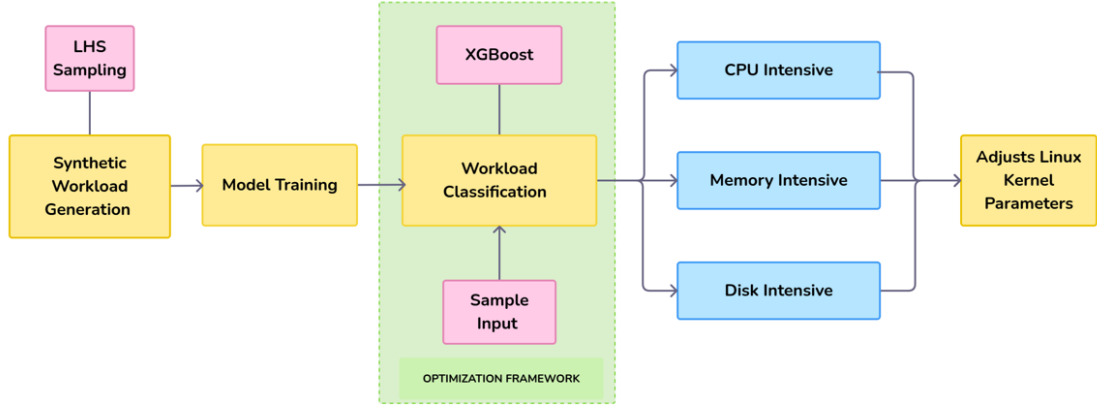 LHS
Sampling
Synthetic
Workload
Generation
Model Training
XGBoost
Workload
Classification
Sample
Input
OPTIMIZATION FRAMEWORK
CPU Intensive
Memory Intensive
Disk Intensive
Adjusts Linux
Kernel
Parameters